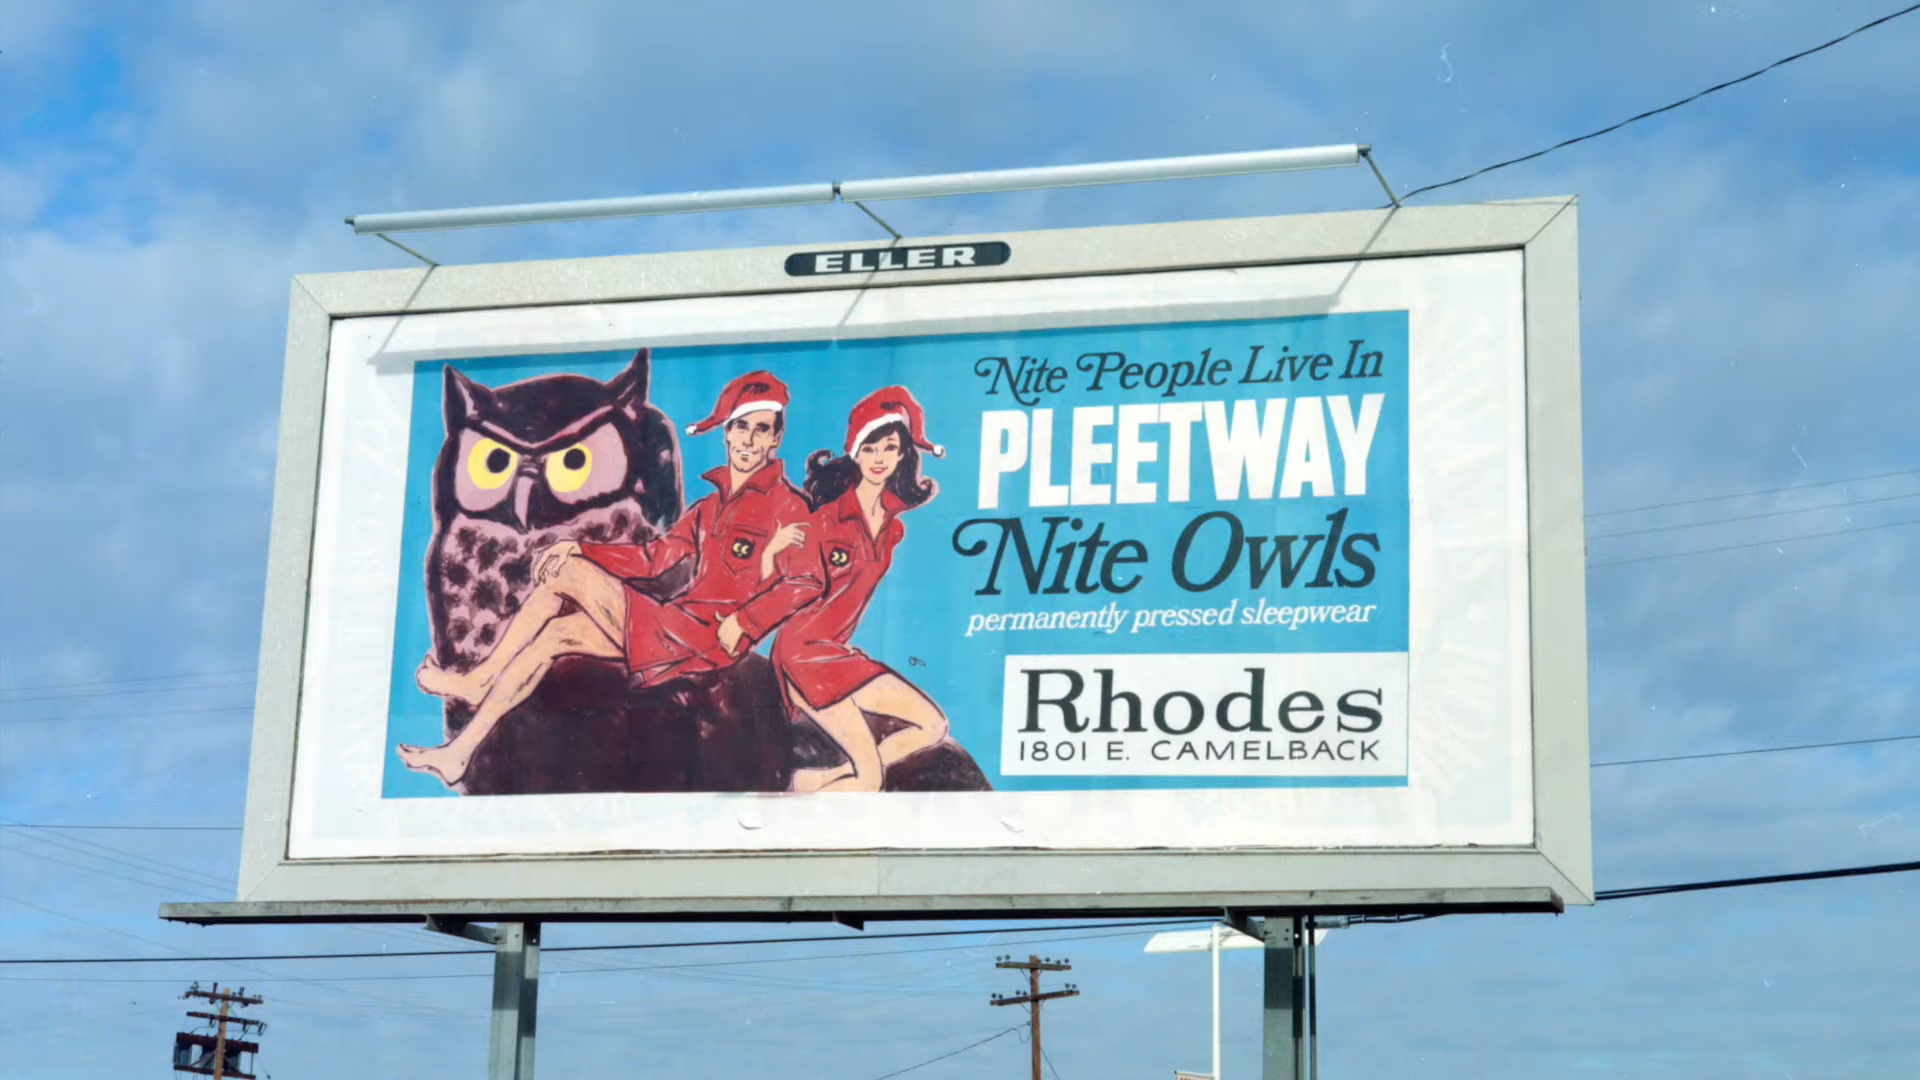 ELLER
Nite People Live In
PLEETWAY
Nite Owls
permanently pressed sleepwear
Rhodes
1801 E. CAMELBACK